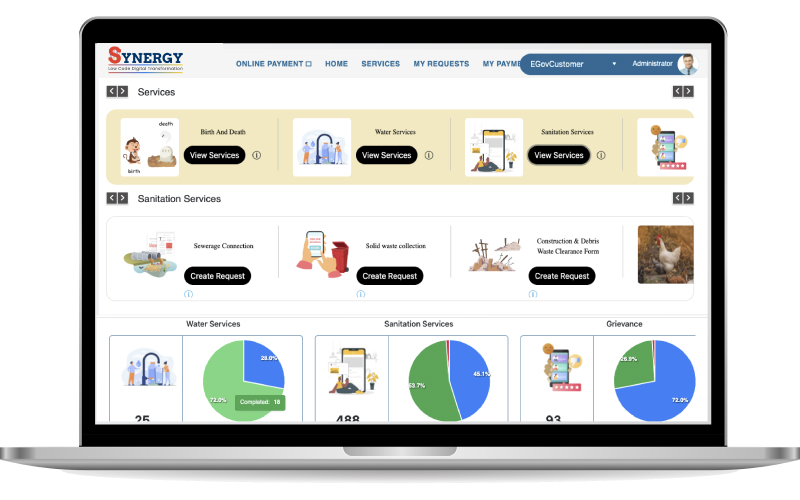 SYNERGY
Low Code Digital Transformation
ONLINE PAYMENT HOME SERVICES MY REQUESTS MY PAYME EGovCustomer Administrator
Services
death
birth
Birth And Death
View Services
Water Services
View Services
Sanitation Services
View Services
Sanitation Services
Sewerage Connection
Create Request
Solid waste collection
Create Request
Construction & Debris
Waste Clearance Form
Create Request
Water Services
Sanitation Services
Grievance
28.0%
72.0%
Completed: 18
25
45.1%
53.7%
488
26.9%
72.0%
93